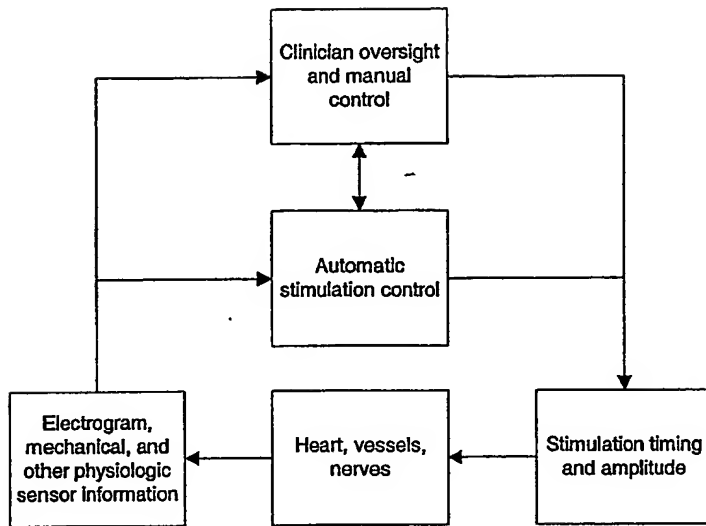 Clinician oversight
and manual
control
Automatic
stimulation control
Electrogram,
mechanical, and
other physiologic
sensor information
Heart, vessels,
nerves
Stimulation timing
and amplitude